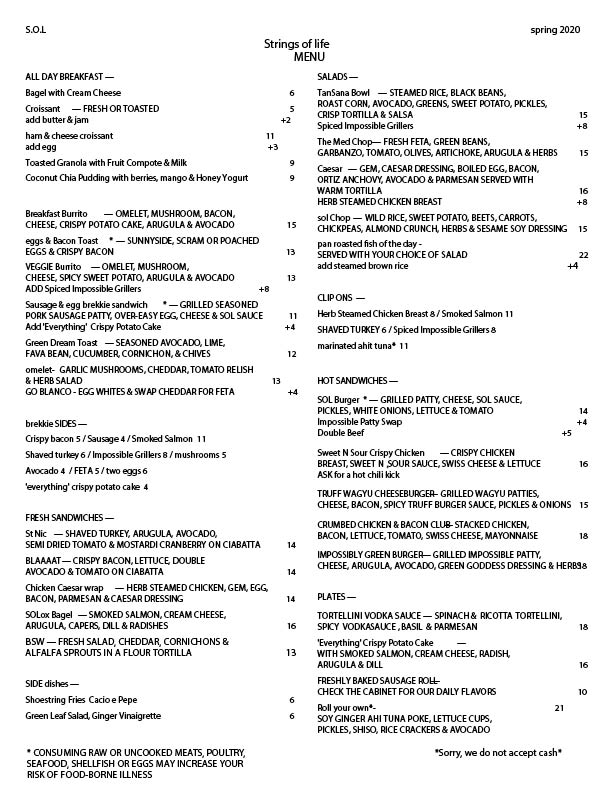 S.O.L
spring 2020
Strings of life
MENU
ALL DAY BREAKFAST —
Bagel with Cream Cheese 6
Croissant — FRESH OR TOASTED 5
add butter & jam +2
ham & cheese croissant 11
add egg +3
Toasted Granola with Fruit Compote & Milk 9
Coconut Chia Pudding with berries, mango & Honey Yogurt 9
Breakfast Burrito — OMELET, MUSHROOM, BACON,
CHEESE, CRISPY POTATO CAKE, ARUGULA & AVOCADO 15
eggs & Bacon Toast * — SUNNYSIDE, SCRAM OR POACHED
EGGS & CRISPY BACON 13
VEGGIE Burrito — OMELET, MUSHROOM,
CHEESE, SPICY SWEET POTATO, ARUGULA & AVOCADO 13
ADD Spiced Impossible Grillers +8
Sausage & egg brekkie sandwich * — GRILLED SEASONED
PORK SAUSAGE PATTY, OVER-EASY EGG, CHEESE & SOL SAUCE 11
Add 'Everything' Crispy Potato Cake +4
Green Dream Toast — SEASONED AVOCADO, LIME,
FAVA BEAN, CUCUMBER, CORNICHON, & CHIVES 12
omelet- GARLIC MUSHROOMS, CHEDDAR, TOMATO RELISH
& HERB SALAD 13
GO BLANCO - EGG WHITES & SWAP CHEDDAR FOR FETA +4
brekkie SIDES —
Crispy bacon 5 / Sausage 4 / Smoked Salmon 11
Shaved turkey 6 / Impossible Grillers 8 / mushrooms 5
Avocado 4 / FETA 5 / two eggs 6
'everything' crispy potato cake 4
FRESH SANDWICHES —
St Nic — SHAVED TURKEY, ARUGULA, AVOCADO,
SEMI DRIED TOMATO & MOSTARDI CRANBERRY ON CIABATTA 14
BLAAAAT — CRISPY BACON, LETTUCE, DOUBLE
AVOCADO & TOMATO ON CIABATTA 14
Chicken Caesar wrap — HERB STEAMED CHICKEN, GEM, EGG,
BACON, PARMESAN & CAESAR DRESSING 14
SOLox Bagel — SMOKED SALMON, CREAM CHEESE,
ARUGULA, CAPERS, DILL & RADISHES 16
BSW — FRESH SALAD, CHEDDAR, CORNICHONS &
ALFALFA SPROUTS IN A FLOUR TORTILLA 13
SIDE dishes —
Shoestring Fries Cacio e Pepe 6
Green Leaf Salad, Ginger Vinaigrette 6
* CONSUMING RAW OR UNCOOKED MEATS, POULTRY,
SEAFOOD, SHELLFISH OR EGGS MAY INCREASE YOUR
RISK OF FOOD-BORNE ILLNESS
SALADS —
TanSana Bowl — STEAMED RICE, BLACK BEANS,
ROAST CORN, AVOCADO, GREENS, SWEET POTATO, PICKLES,
CRISP TORTILLA & SALSA 15
Spiced Impossible Grillers +8
The Med Chop— FRESH FETA, GREEN BEANS,
GARBANZO, TOMATO, OLIVES, ARTICHOKE, ARUGULA & HERBS 15
Caesar — GEM, CAESAR DRESSING, BOILED EGG, BACON,
ORTIZ ANCHOVY, AVOCADO & PARMESAN SERVED WITH
WARM TORTILLA 16
HERB STEAMED CHICKEN BREAST +8
sol Chop — WILD RICE, SWEET POTATO, BEETS, CARROTS,
CHICKPEAS, ALMOND CRUNCH, HERBS & SESAME SOY DRESSING 15
pan roasted fish of the day -
SERVED WITH YOUR CHOICE OF SALAD 22
add steamed brown rice +4
CLIP ONS —
Herb Steamed Chicken Breast 8 / Smoked Salmon 11
SHAVED TURKEY 6 / Spiced Impossible Grillers 8
marinated ahit tuna* 11
HOT SANDWICHES —
SOL Burger * — GRILLED PATTY, CHEESE, SOL SAUCE,
PICKLES, WHITE ONIONS, LETTUCE & TOMATO 14
Impossible Patty Swap +4
Double Beef +5
Sweet N Sour Crispy Chicken — CRISPY CHICKEN
BREAST, SWEET N ,SOUR SAUCE, SWISS CHEESE & LETTUCE 16
ASK for a hot chili kick
TRUFF WAGYU CHEESEBURGER— GRILLED WAGYU PATTIES,
CHEESE, BACON, SPICY TRUFF BURGER SAUCE, PICKLES & ONIONS 15
CRUMBED CHICKEN & BACON CLUB— STACKED CHICKEN,
BACON, LETTUCE, TOMATO, SWISS CHEESE, MAYONNAISE 18
IMPOSSIBLY GREEN BURGER— GRILLED IMPOSSIBLE PATTY,
CHEESE, ARUGULA, AVOCADO, GREEN GODDESS DRESSING & HERBS 18
PLATES —
TORTELLINI VODKA SAUCE — SPINACH & RICOTTA TORTELLINI,
SPICY VODKASAUCE ,BASIL & PARMESAN 18
'Everything' Crispy Potato Cake —
WITH SMOKED SALMON, CREAM CHEESE, RADISH,
ARUGULA & DILL 16
FRESHLY BAKED SAUSAGE ROLL—
CHECK THE CABINET FOR OUR DAILY FLAVORS 10
Roll your own*- 21
SOY GINGER AHI TUNA POKE, LETTUCE CUPS,
PICKLES, SHISO, RICE CRACKERS & AVOCADO
*Sorry, we do not accept cash*